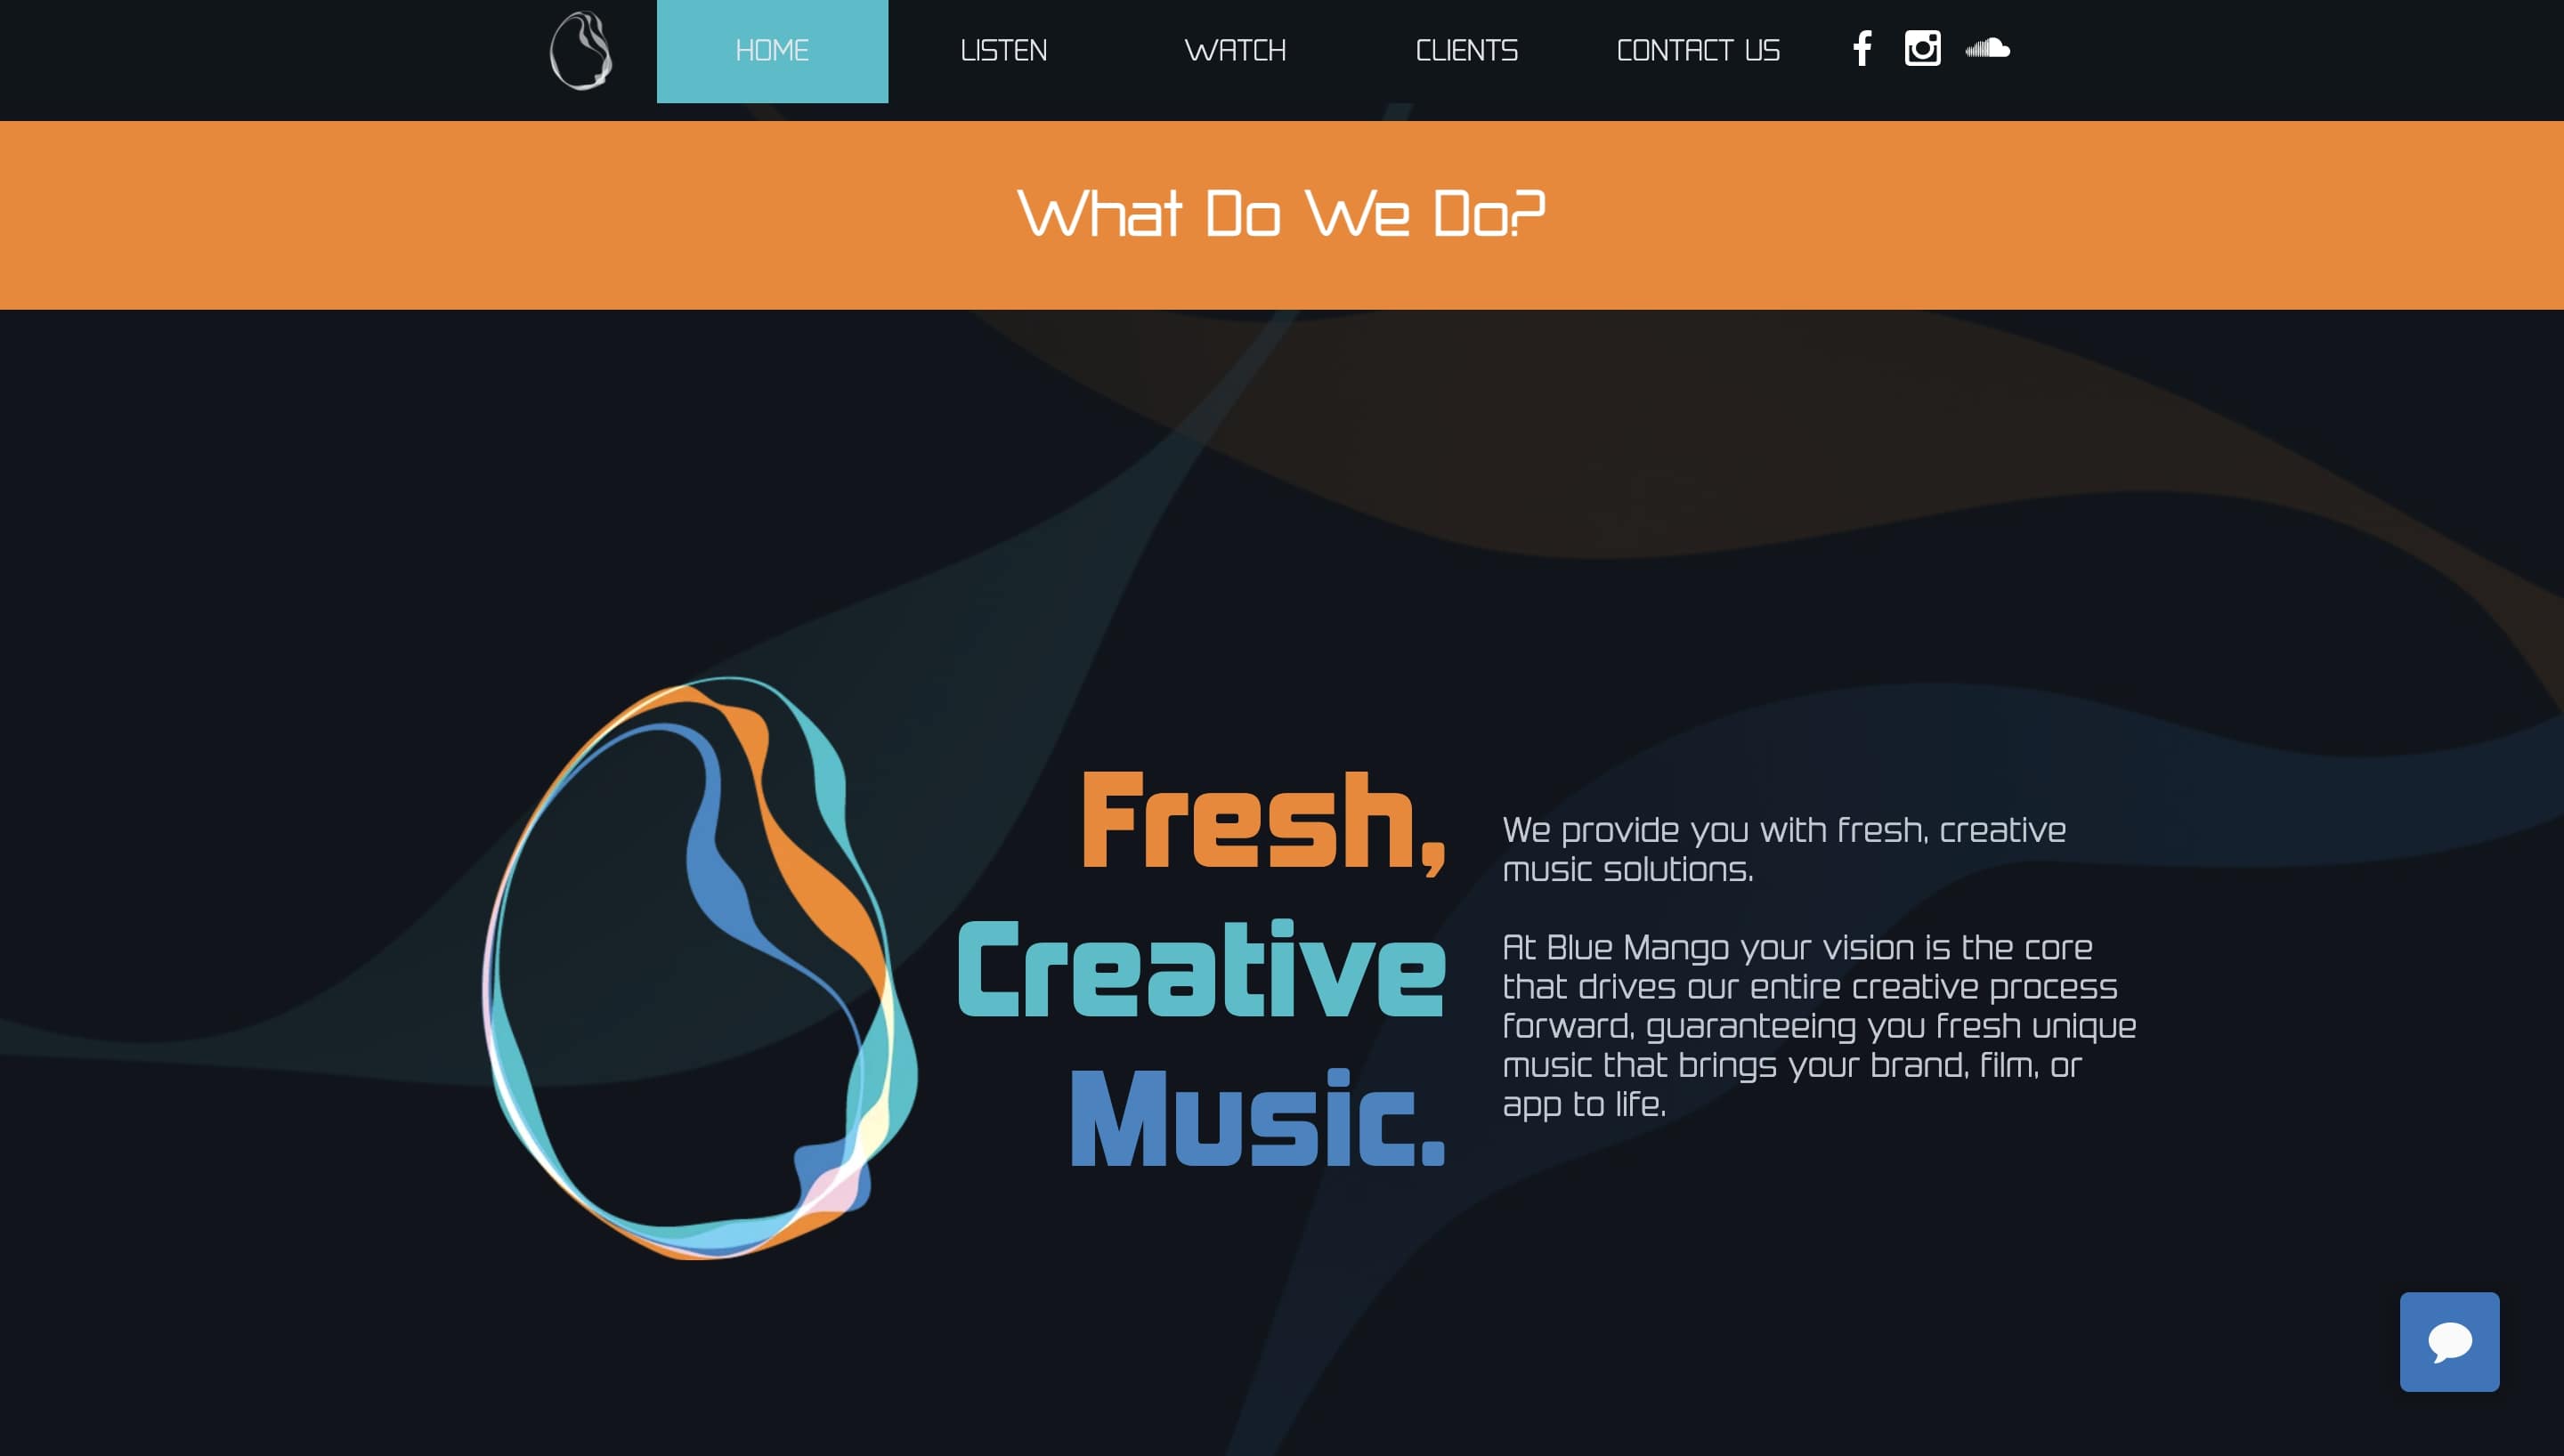 HOME LISTEN WATCH CLIENTS CONTACT US
What Do We Do?
Fresh,
Creative
Music.
We provide you with fresh, creative
music solutions.
At Blue Mango your vision is the core
that drives our entire creative process
forward, guaranteeing you fresh unique
music that brings your brand, film, or
app to life.